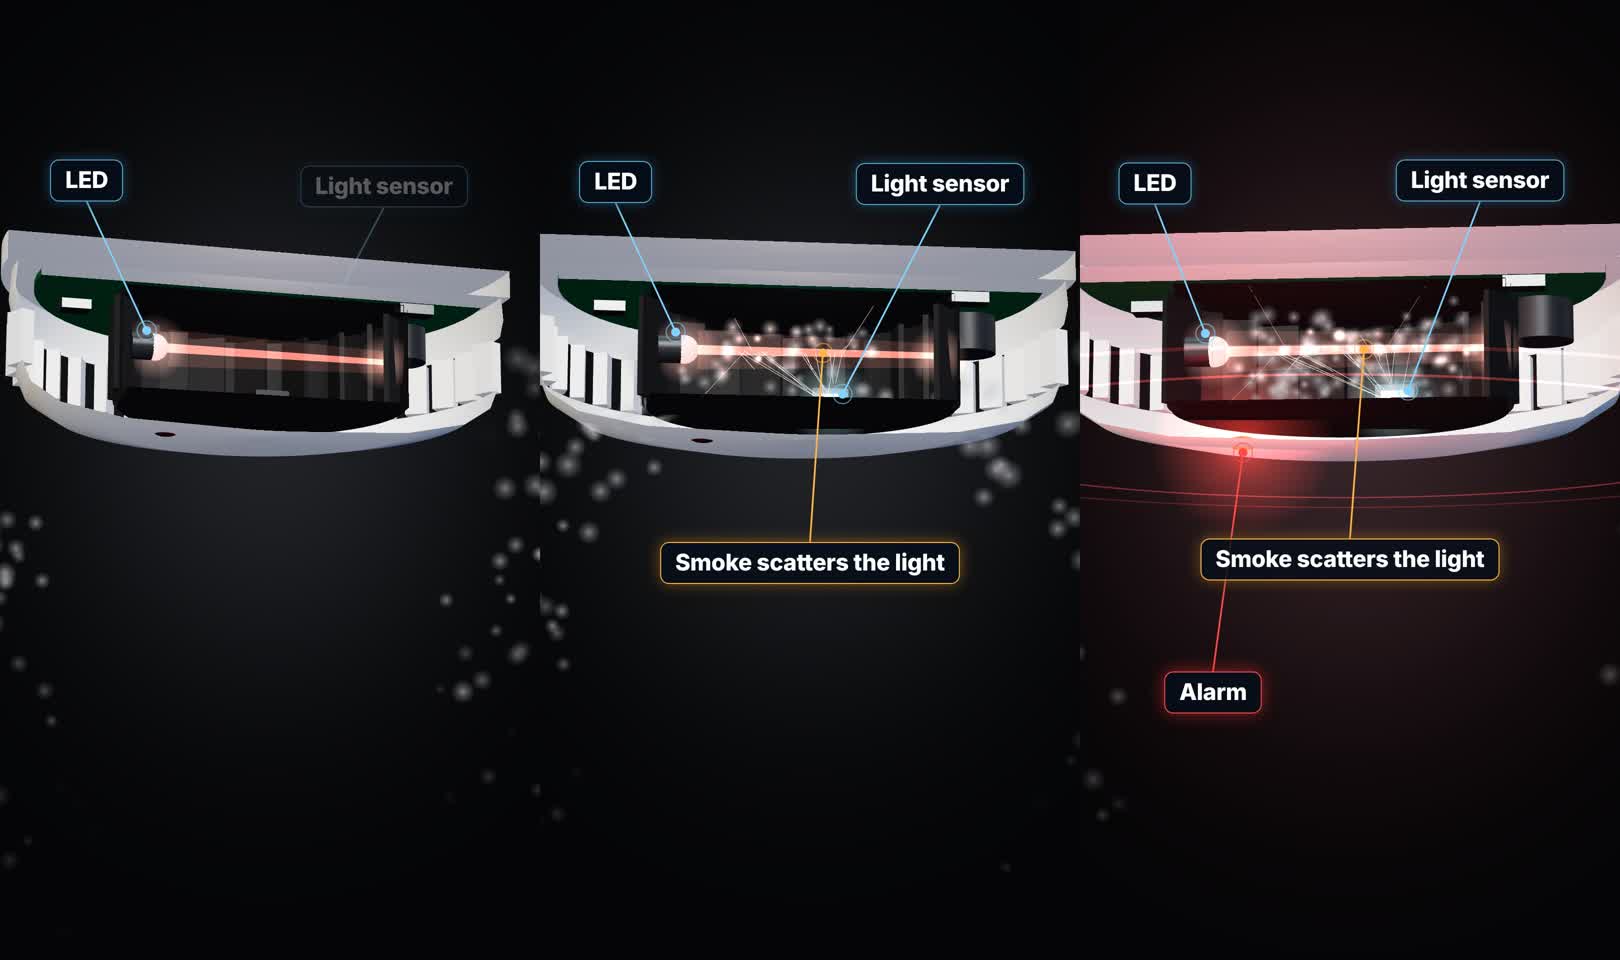 LED
Light sensor
LED
Light sensor
Smoke scatters the light
LED
Light sensor
Smoke scatters the light
Alarm